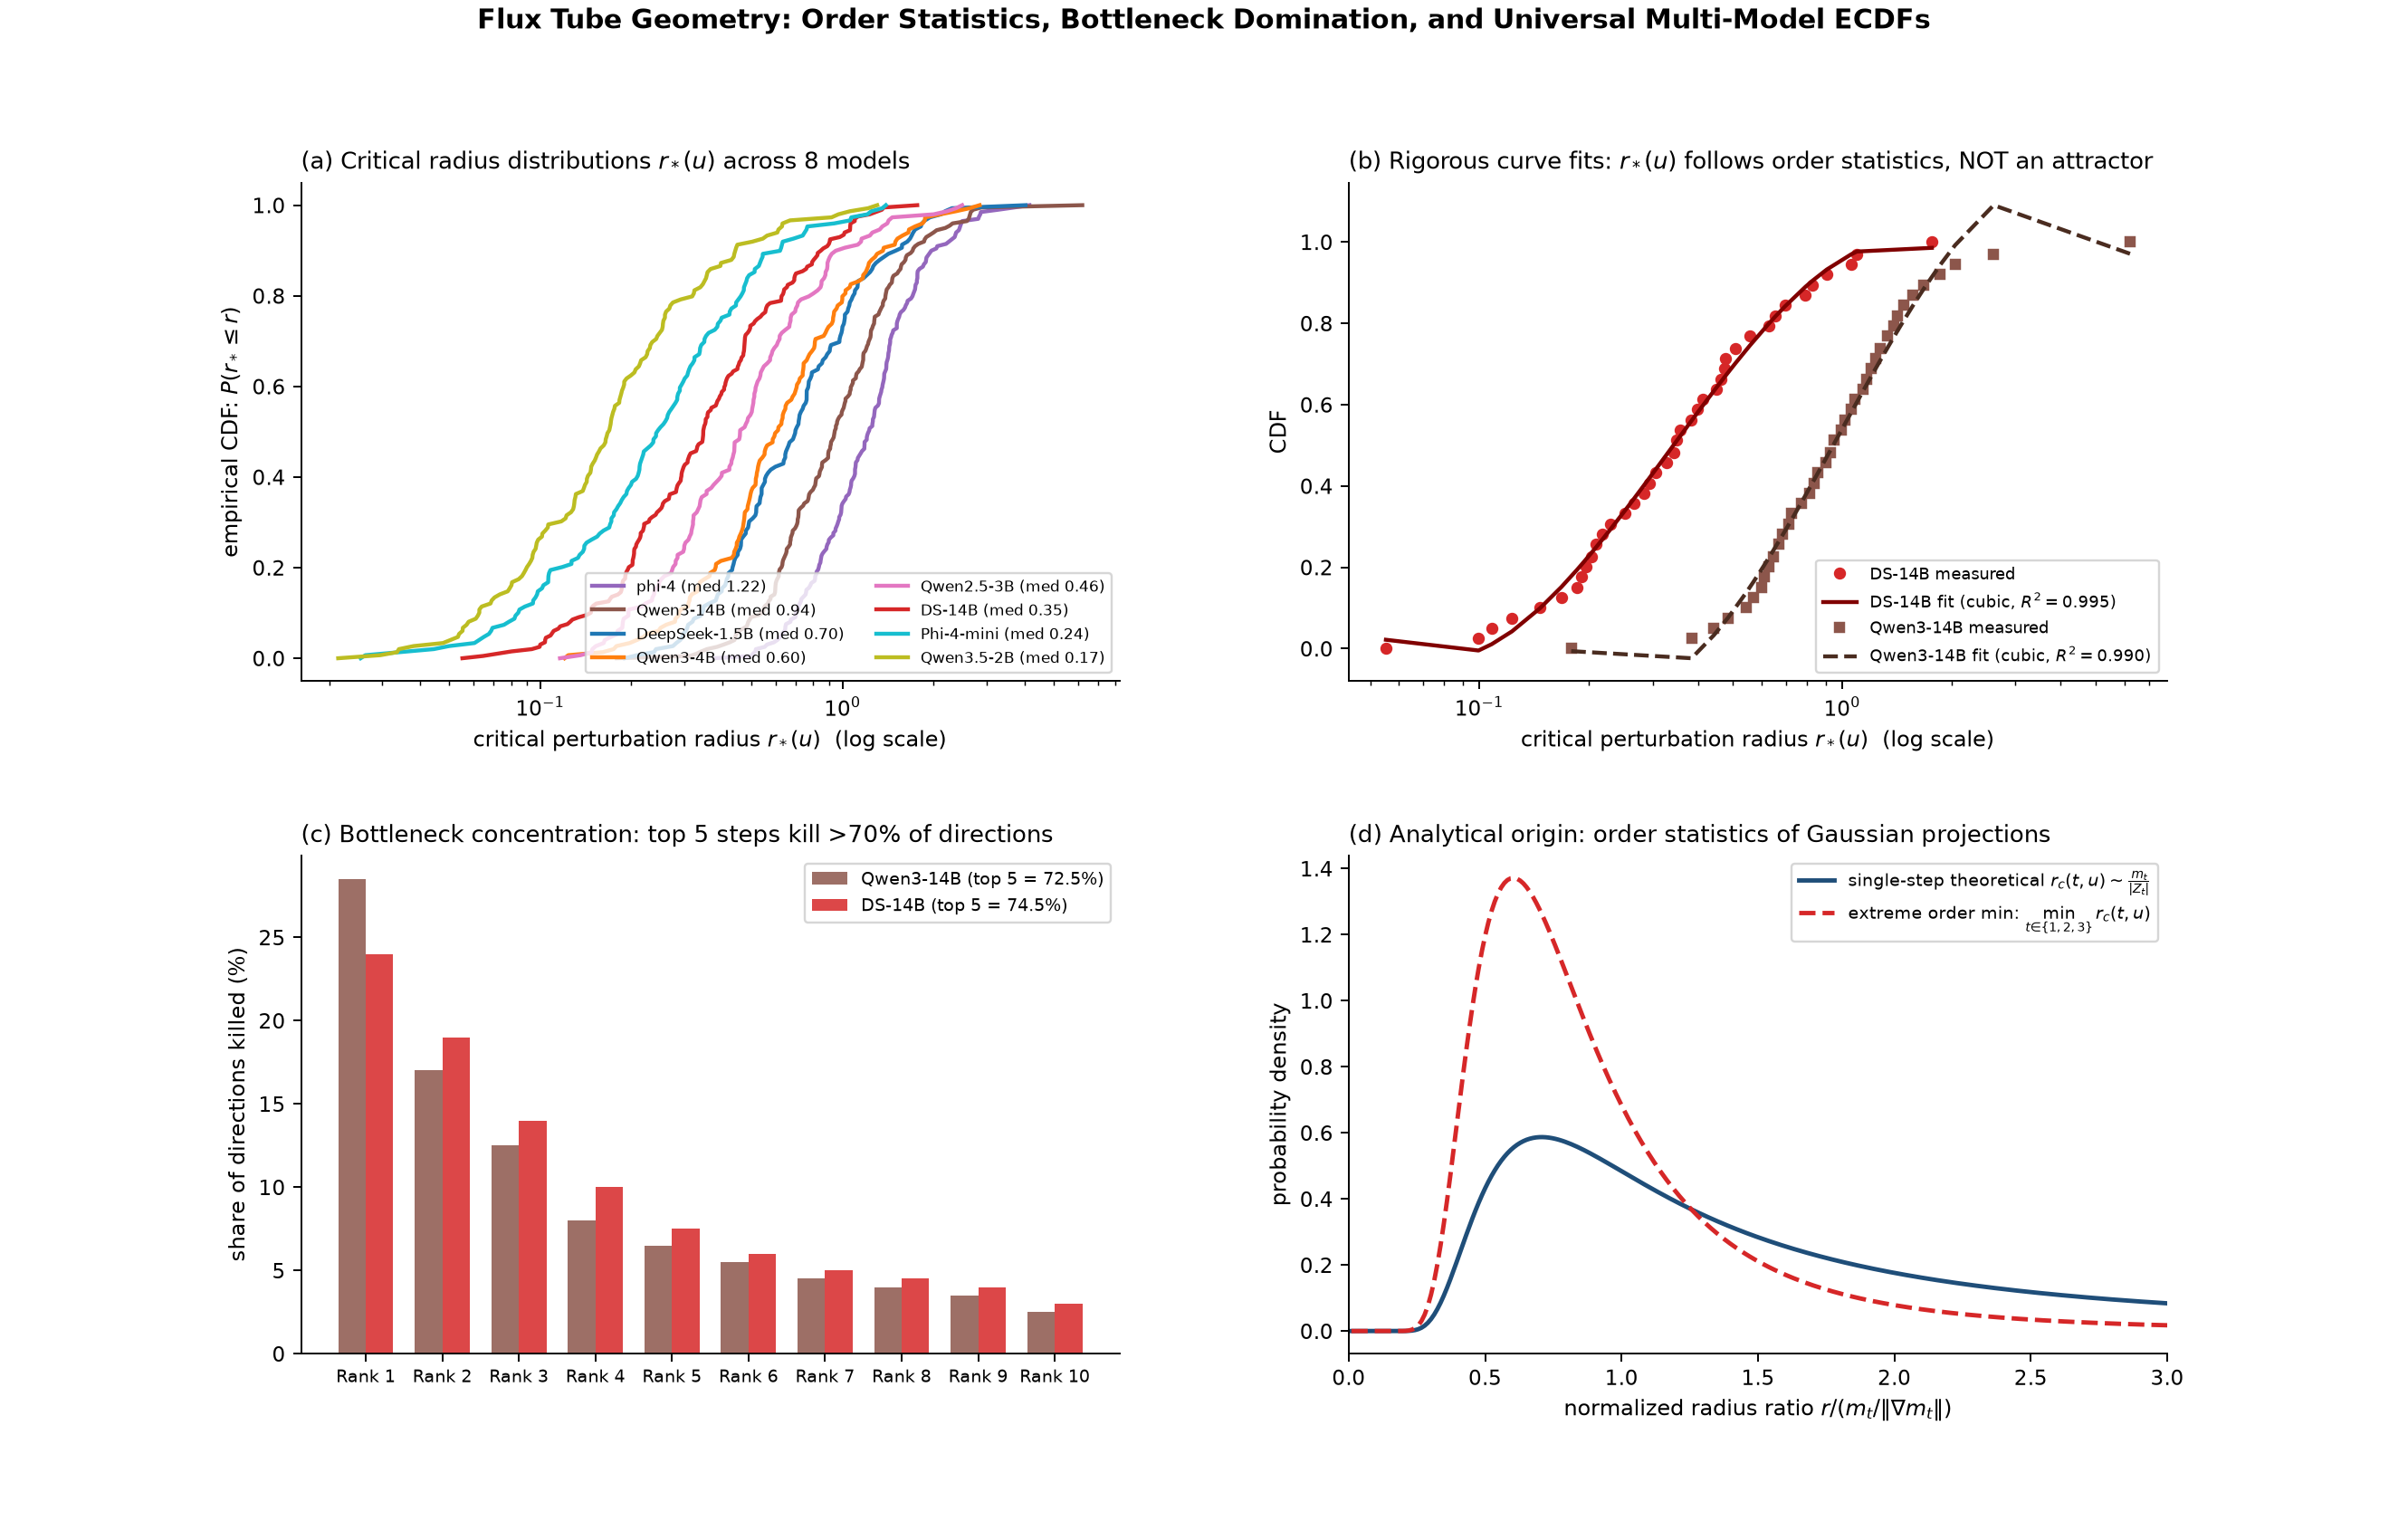 Flux Tube Geometry: Order Statistics, Bottleneck Domination, and Universal Multi-Model ECDFs
(a) Critical radius distributions r*(u) across 8 models
empirical CDF: P(r* ≤ r)
1.0
0.8
0.6
0.4
0.2
0.0
phi-4 (med 1.22)
Qwen3-14B (med 0.94)
DeepSeek-1.5B (med 0.70)
Qwen3-4B (med 0.60)
Qwen2.5-3B (med 0.46)
DS-14B (med 0.35)
Phi-4-mini (med 0.24)
Qwen3.5-2B (med 0.17)
10⁻¹ 10⁰
critical perturbation radius r*(u) (log scale)
(b) Rigorous curve fits: r*(u) follows order statistics, NOT an attractor
CDF
1.0
0.8
0.6
0.4
0.2
0.0
DS-14B measured
DS-14B fit (cubic, R² = 0.995)
Qwen3-14B measured
Qwen3-14B fit (cubic, R² = 0.990)
10⁻¹ 10⁰
critical perturbation radius r*(u) (log scale)
(c) Bottleneck concentration: top 5 steps kill >70% of directions
share of directions killed (%)
25
20
15
10
5
0
Qwen3-14B (top 5 = 72.5%)
DS-14B (top 5 = 74.5%)
Rank 1 Rank 2 Rank 3 Rank 4 Rank 5 Rank 6 Rank 7 Rank 8 Rank 9 Rank 10
(d) Analytical origin: order statistics of Gaussian projections
probability density
1.4
1.2
1.0
0.8
0.6
0.4
0.2
0.0
single-step theoretical r_c(t, u) ~ m_t/|Z_t|
extreme order min: min_{t∈{1, 2, 3}} r_c(t, u)
0.0 0.5 1.0 1.5 2.0 2.5 3.0
normalized radius ratio r/(m_t/‖∇m_t‖)